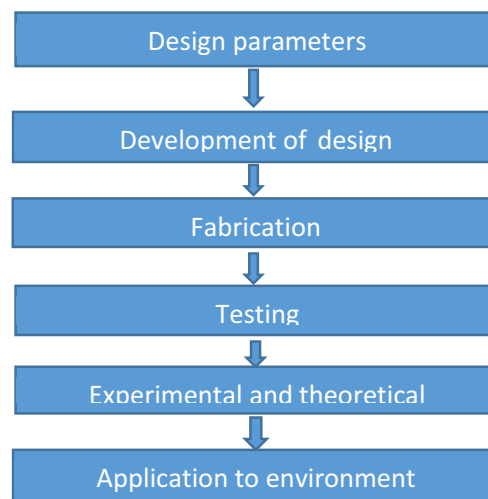 Design parameters
Development of design
Fabrication
Testing
Experimental and theoretical
Application to environment